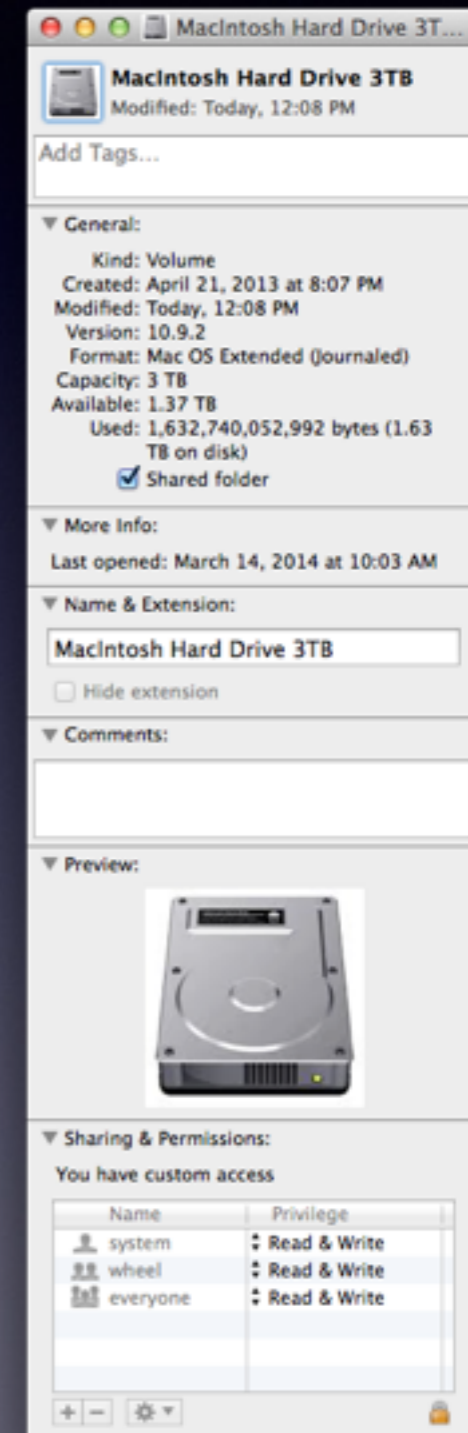 MacIntosh Hard Drive 3T...
MacIntosh Hard Drive 3TB
Modified: Today, 12:08 PM
Add Tags...
General:
Kind: Volume
Created: April 21, 2013 at 8:07 PM
Modified: Today, 12:08 PM
Version: 10.9.2
Format: Mac OS Extended (Journaled)
Capacity: 3 TB
Available: 1.37 TB
Used: 1,632,740,052,992 bytes (1.63
TB on disk)
Shared folder
More Info:
Last opened: March 14, 2014 at 10:03 AM
Name & Extension:
MacIntosh Hard Drive 3TB
Hide extension
Comments:
Preview:
Sharing & Permissions:
You have custom access
Name Privilege
system Read & Write
wheel Read & Write
everyone Read & Write